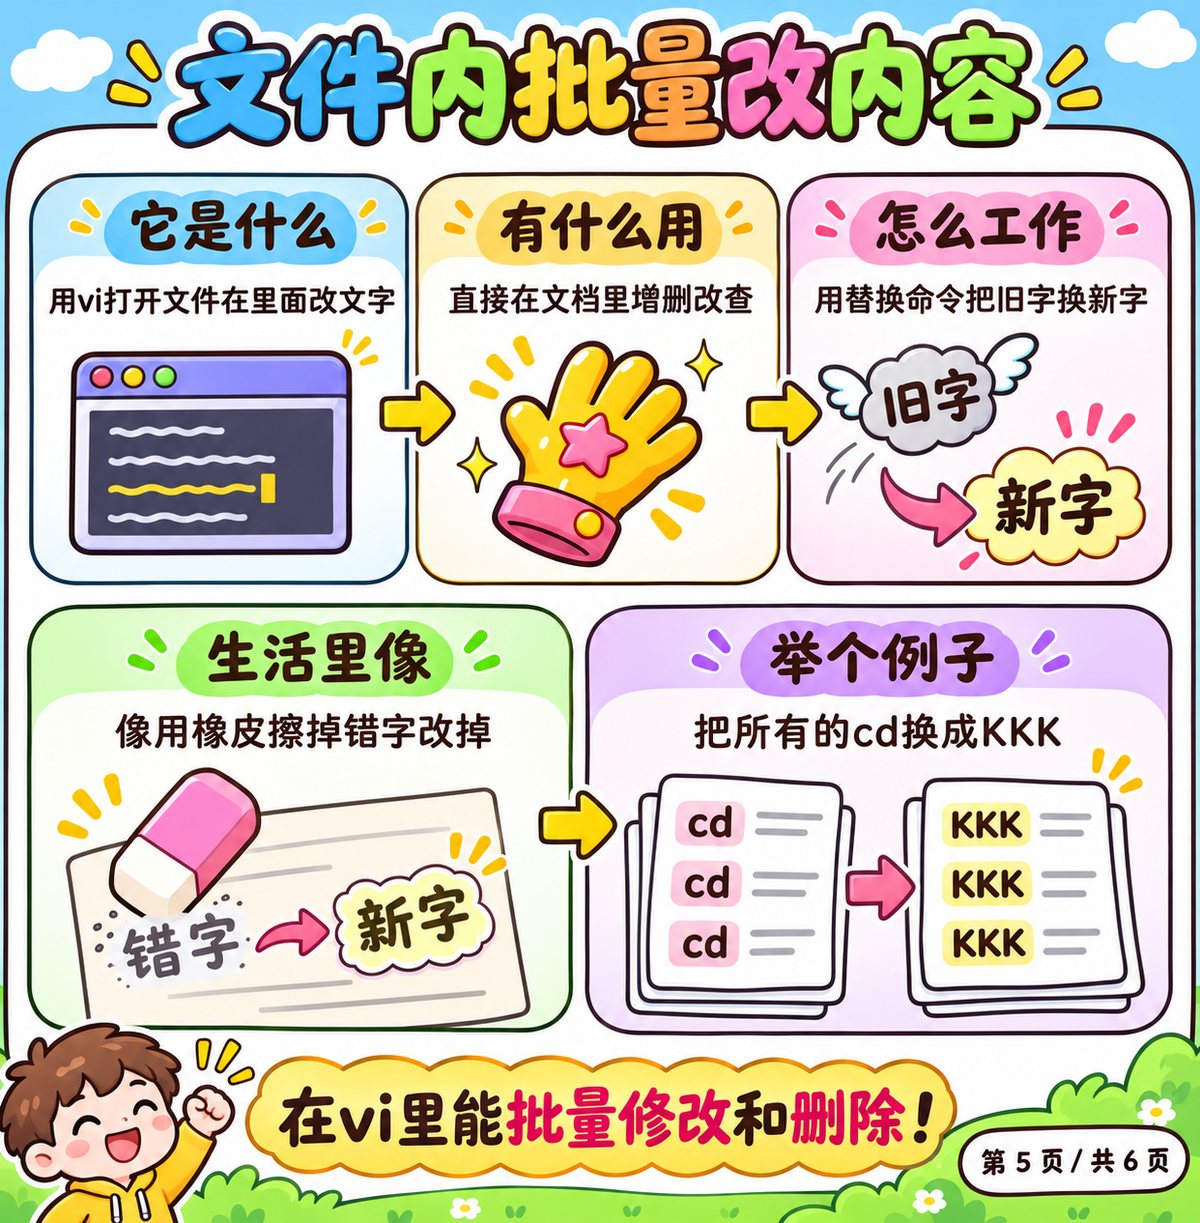 文件内批量改内容
它是什么
用vi打开文件在里面改文字
有什么用
直接在文档里增删改查
怎么工作
用替换命令把旧字换新字
旧字
新字
生活里像
像用橡皮擦掉错字改掉
错字
新字
举个例子
把所有的cd换成KKK
cd
cd
cd
KKK
KKK
KKK
在vi里能批量修改和删除！
第 5 页 / 共 6 页